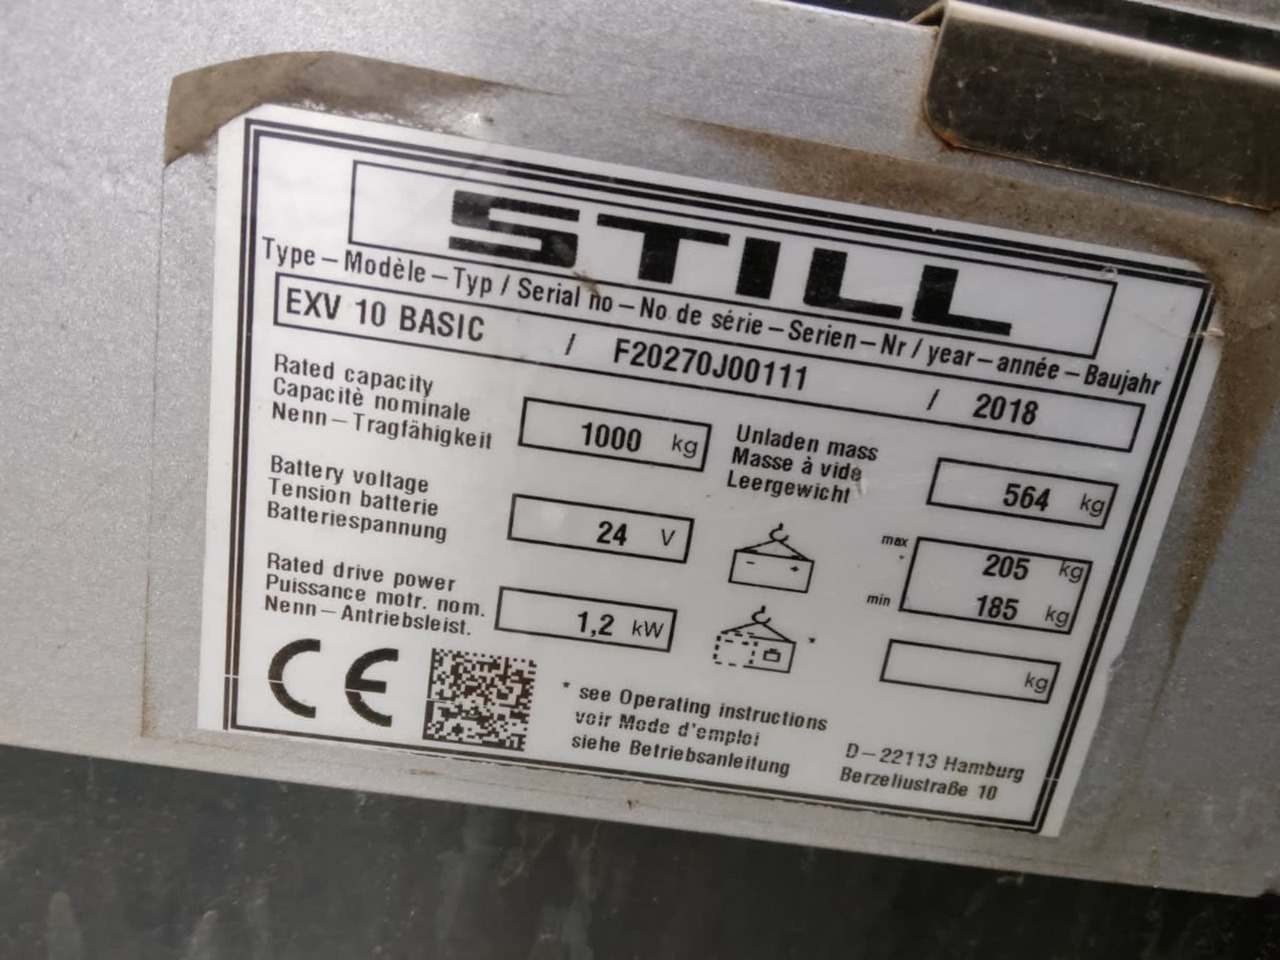 STILL
Type – Modèle – Typ / Serial no – No de série – Serien – Nr / year – année – Baujahr
EXV 10 BASIC / F20270J00111 / 2018
Rated capacity
Capacitè nominale
Nenn – Tragfähigkeit
1000 kg
Unladen mass
Masse à vide
Leergewicht
564 kg
Battery voltage
Tension batterie
Batteriespannung
24 V
- +
max 205 kg
*
min 185 kg
Rated drive power
Puissance motr. nom.
Nenn – Antriebsleist.
1,2 kW
*
kg
CE
* see Operating instructions
voir Mode d'emploi
siehe Betriebsanleitung
D – 22113 Hamburg
Berzeliustraße 10